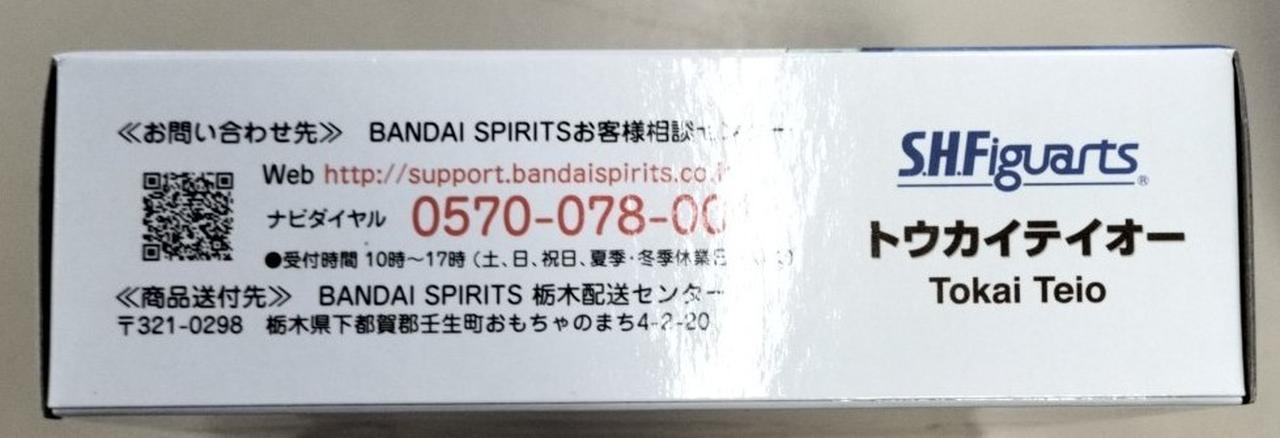 ≪お問い合わせ先≫ BANDAI SPIRITSお客様相談
Web http://support.bandaispirits.co.j
ナビダイヤル 0570-078-00
●受付時間 10時～17時（土、日、祝日、夏季・冬季休業日
≪商品送付先≫ BANDAI SPIRITS 栃木配送センター
〒321-0298 栃木県下都賀郡壬生町おもちゃのまち4-2-20
S.H.Figuarts®
トウカイテイオー
Tokai Teio